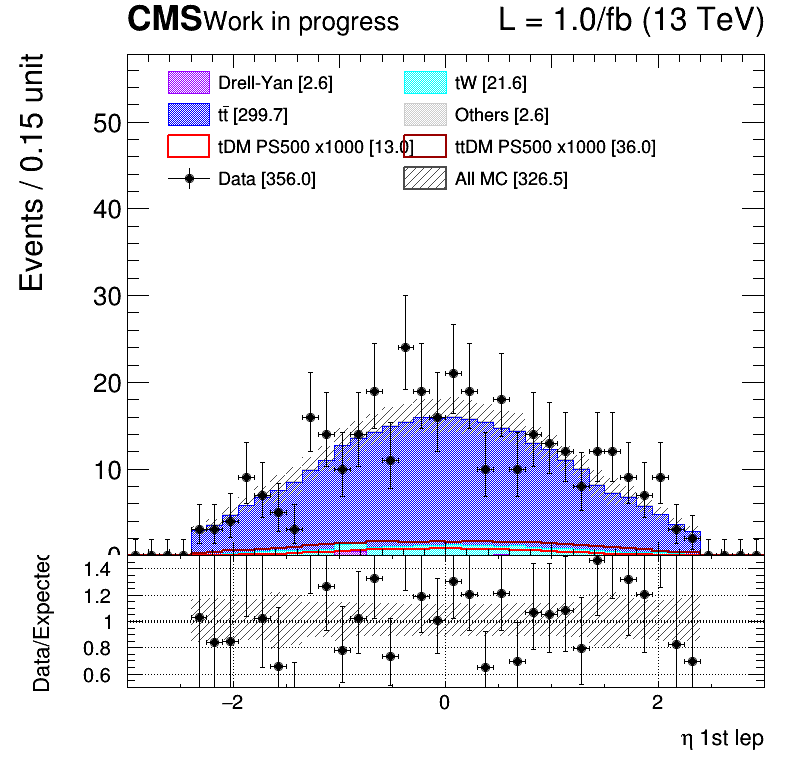 CMS Work in progress L = 1.0/fb (13 TeV)
Drell-Yan [2.6] tW [21.6]
tt̄ [299.7] Others [2.6]
tDM PS500 x1000 [13.0] ttDM PS500 x1000 [36.0]
Data [356.0] All MC [326.5]
Events / 0.15 unit
50
40
30
20
10
0
Data/Expected
1.4
1.2
1
0.8
0.6
−2 0 2
η 1st lep